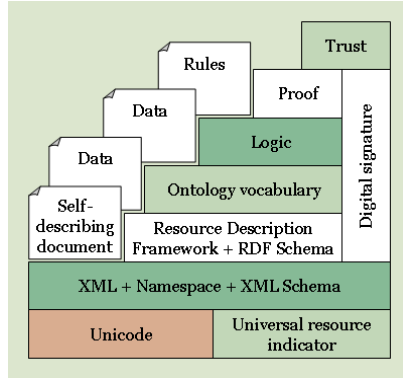 Trust
Rules
Proof
Data
Logic
Digital signature
Data
Ontology vocabulary
Self-
describing
document
Resource Description
Framework + RDF Schema
XML + Namespace + XML Schema
Unicode
Universal resource
indicator